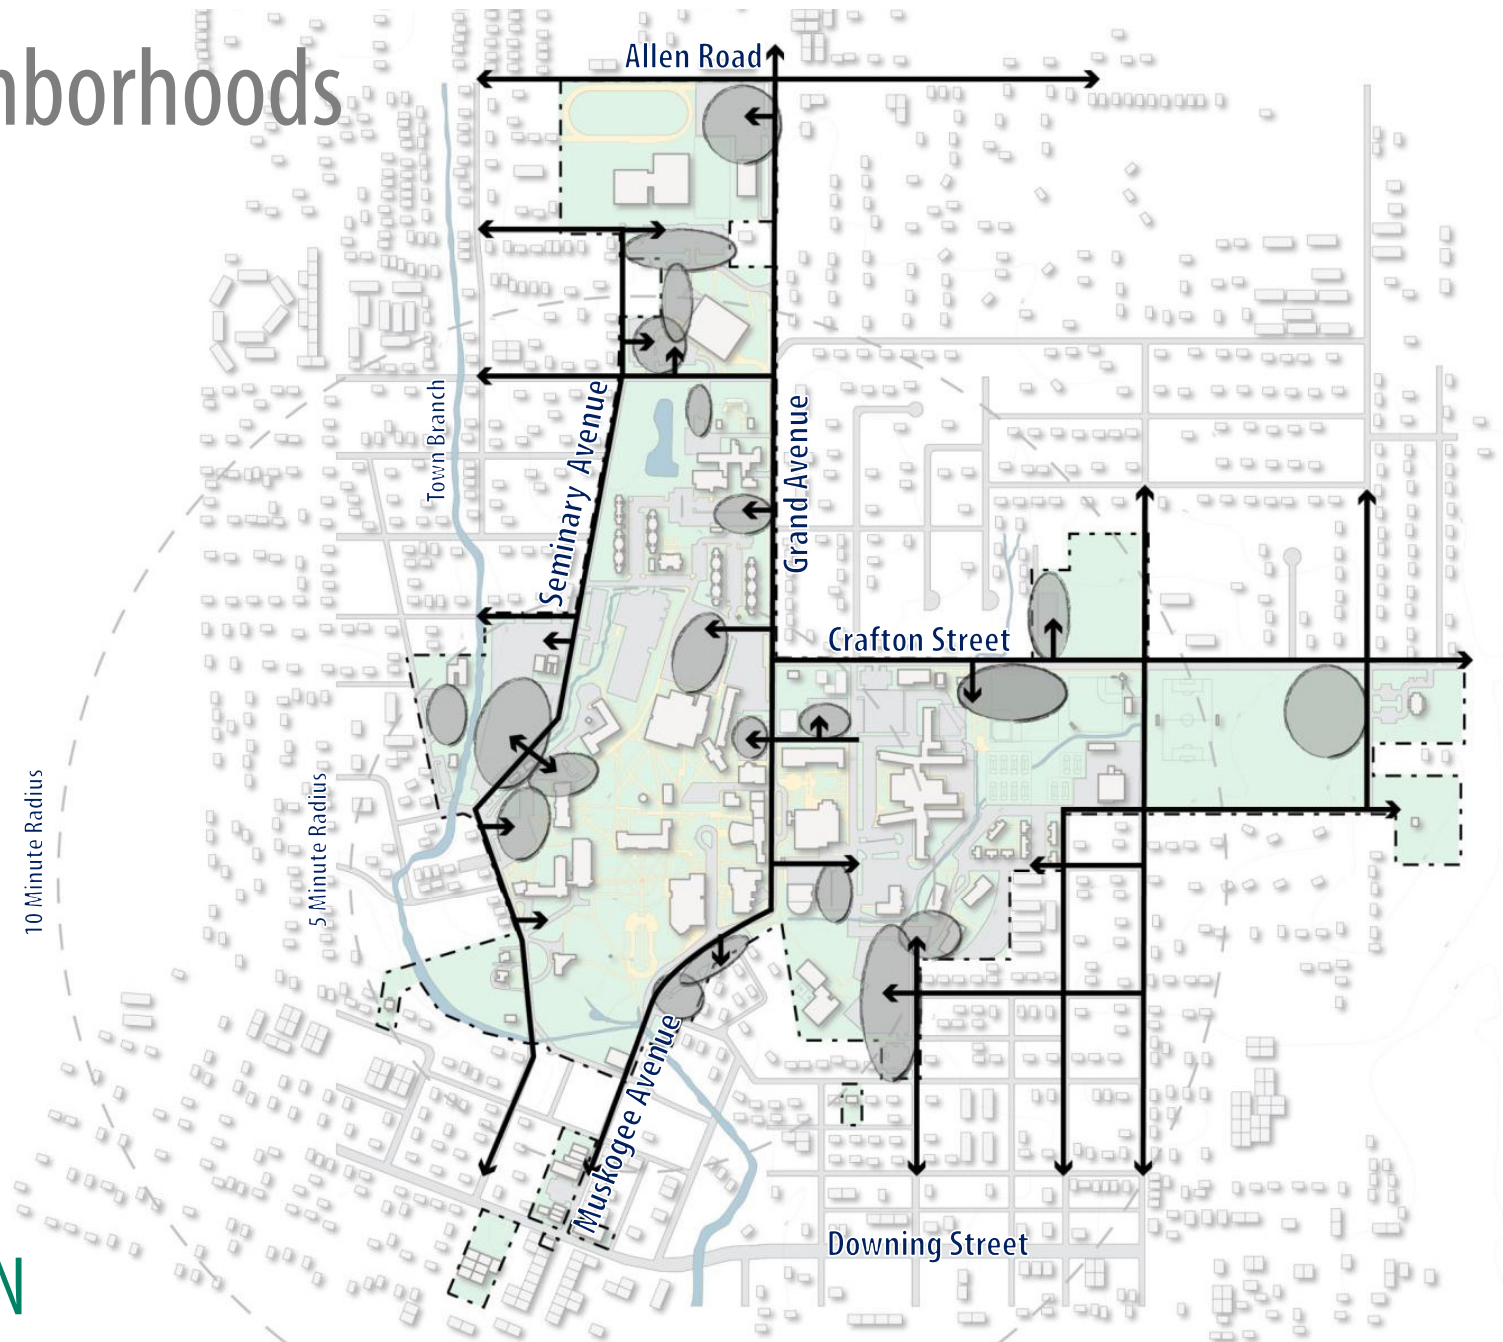 Allen Road
nborhoods
Town Branch
Seminary Avenue
Grand Avenue
Crafton Street
10 Minute Radius
5 Minute Radius
Muskogee Avenue
Downing Street
N